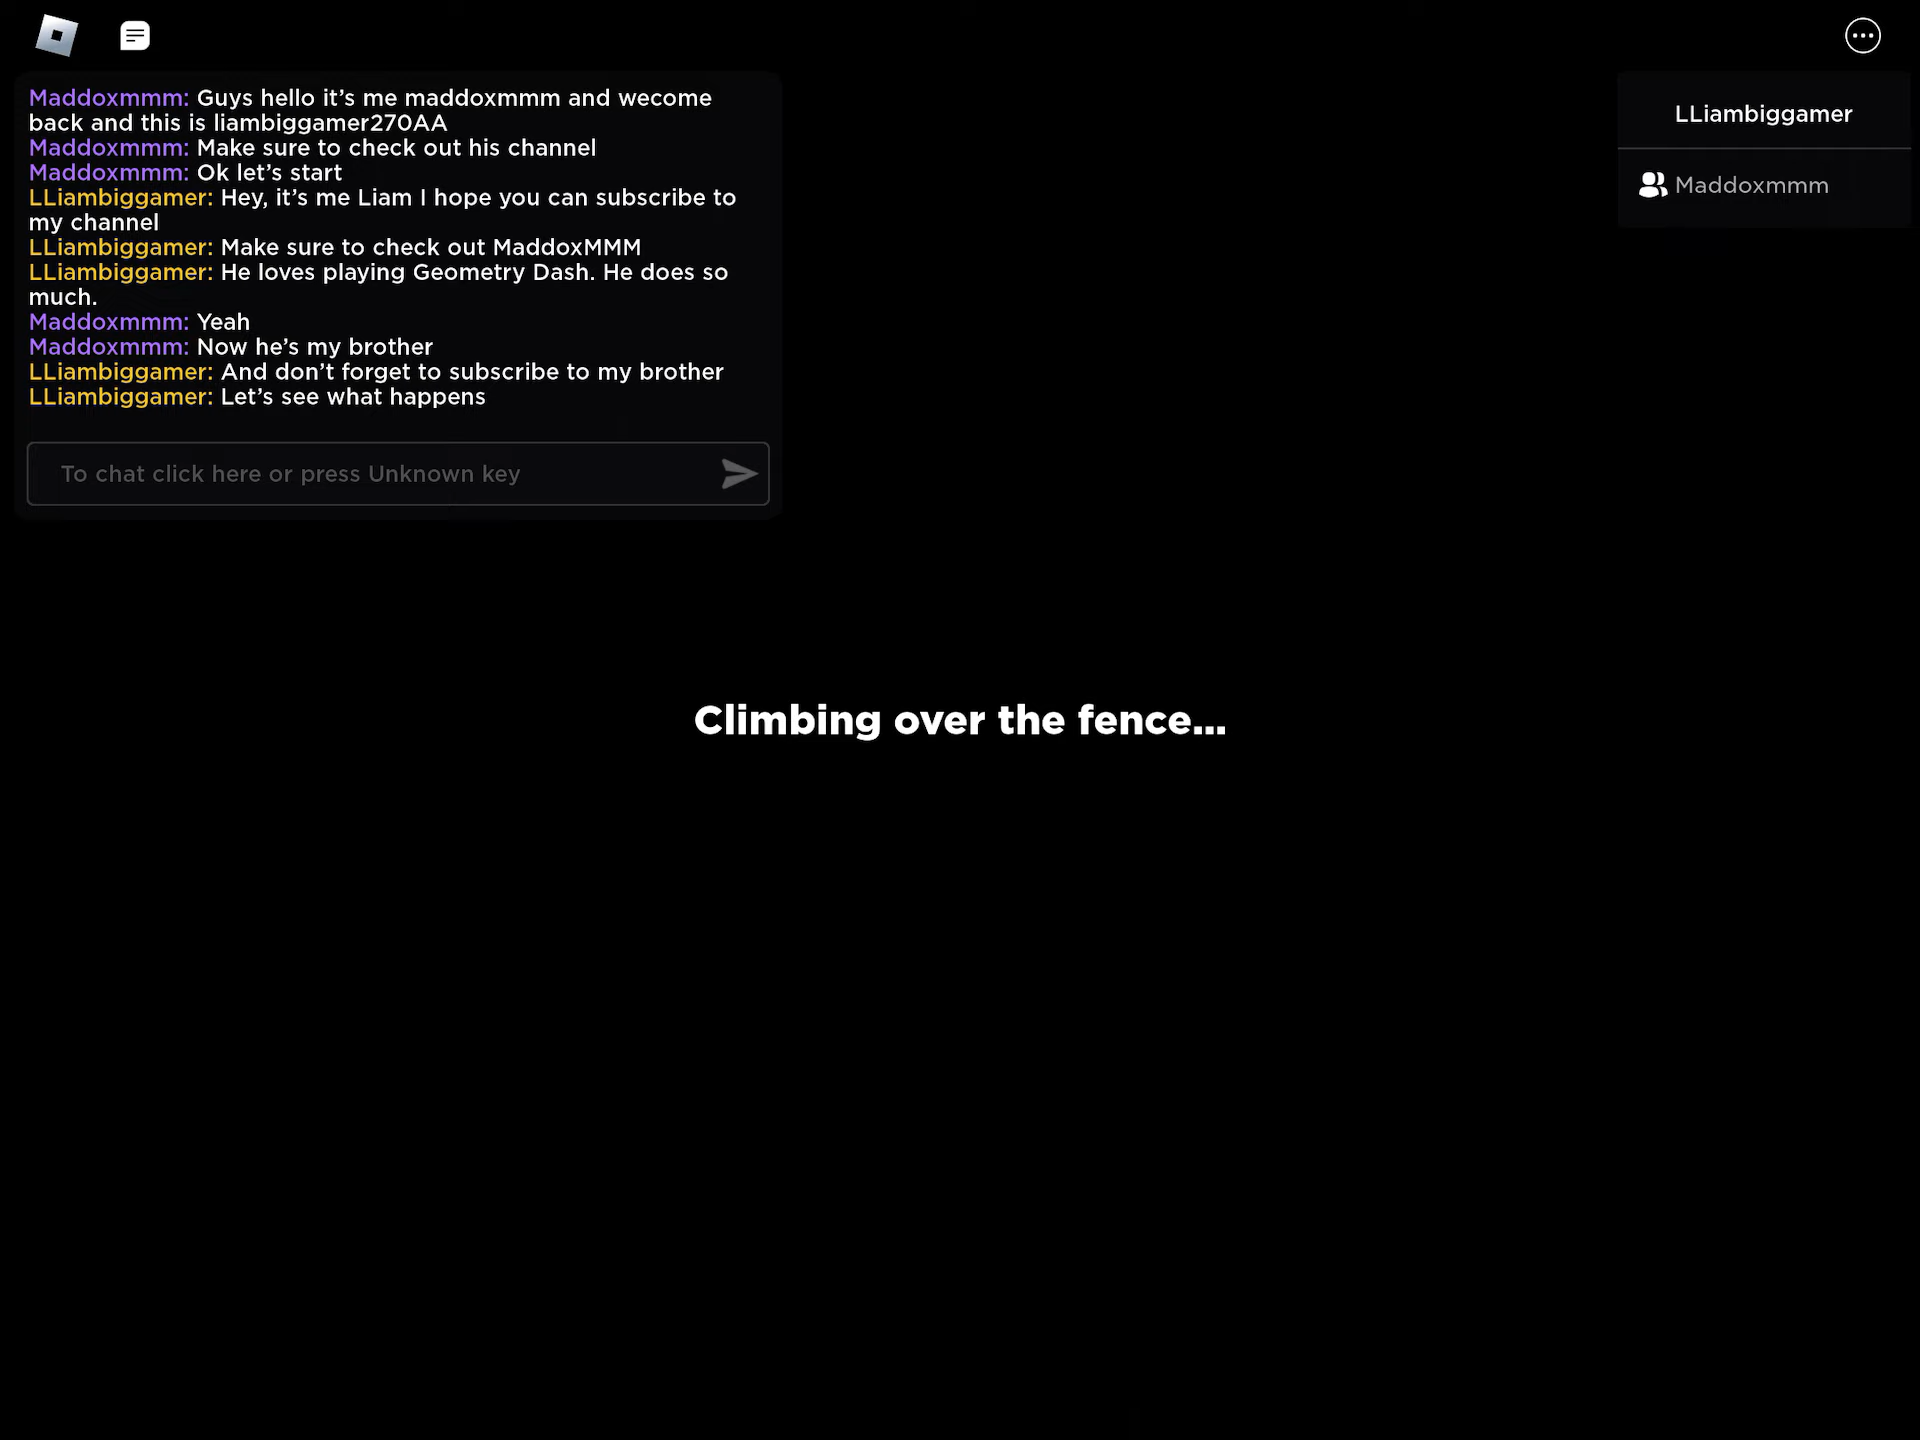 Maddoxmmm: Guys hello it's me maddoxmmm and wecome
back and this is liambiggamer270AA
Maddoxmmm: Make sure to check out his channel
Maddoxmmm: Ok let's start
LLiambiggamer: Hey, it's me Liam I hope you can subscribe to
my channel
LLiambiggamer: Make sure to check out MaddoxMMM
LLiambiggamer: He loves playing Geometry Dash. He does so
much.
Maddoxmmm: Yeah
Maddoxmmm: Now he's my brother
LLiambiggamer: And don't forget to subscribe to my brother
LLiambiggamer: Let's see what happens
To chat click here or press Unknown key
LLiambiggamer
Maddoxmmm
Climbing over the fence...